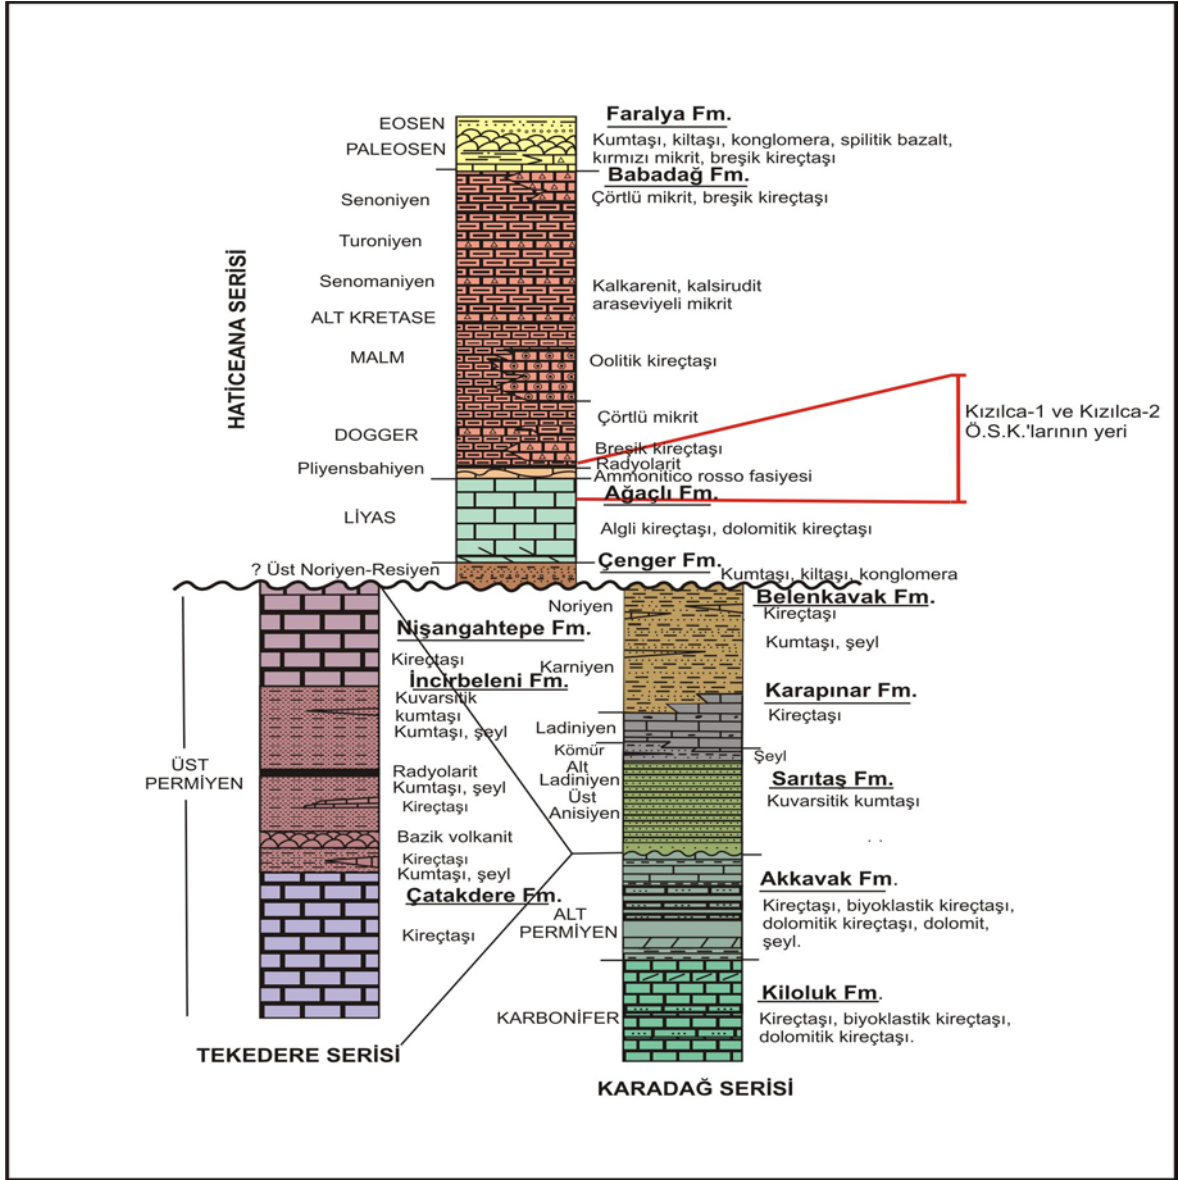 Faralya Fm.
EOSEN
Kumtaşı, kiltaşı, konglomera, spilitik bazalt,
PALEOSEN
kırmızı mikrit, breşik kireçtaşı
Babadağ Fm.
Senoniyen
Çörtlü mikrit, breşik kireçtaşı
Turoniyen
HATİCEANA SERİSİ
Senomaniyen
Kalkarenit, kalsirudit
araseviyeli mikrit
ALT KRETASE
MALM
Oolitik kireçtaşı
Kızılca-1 ve Kızılca-2
Ö.S.K.'larının yeri
Çörtlü mikrit
DOGGER
Breşik kireçtaşı
Radyolarit
Pliyensbahiyen
Ammonitico rosso fasiyesi
Ağaçlı Fm.
LİYAS
Algli kireçtaşı, dolomitik kireçtaşı
Çenger Fm.
? Üst Noriyen-Resiyen
Kumtaşı, kiltaşı, konglomera
ÜST
PERMİYEN
Nişangahtepe Fm.
Kireçtaşı
İncirbeleni Fm.
Kuvarsitik
kumtaşı
Kumtaşı, şeyl
Radyolarit
Kumtaşı, şeyl
Kireçtaşı
Bazik volkanit
Kireçtaşı
Kumtaşı, şeyl
Çatakdere Fm.
Kireçtaşı
TEKEDERE SERİSİ
Noriyen
Belenkavak Fm.
Kireçtaşı
Kumtaşı, şeyl
Karniyen
Karapınar Fm.
Kireçtaşı
Ladiniyen
Kömür
Şeyl
Alt
Ladiniyen
Üst
Anisiyen
Sarıtaş Fm.
Kuvarsitik kumtaşı
Akkavak Fm.
Kireçtaşı, biyoklastik kireçtaşı,
dolomitik kireçtaşı, dolomit,
şeyl.
ALT
PERMİYEN
Kiloluk Fm.
KARBONİFER
Kireçtaşı, biyoklastik kireçtaşı,
dolomitik kireçtaşı.
KARADAĞ SERİSİ